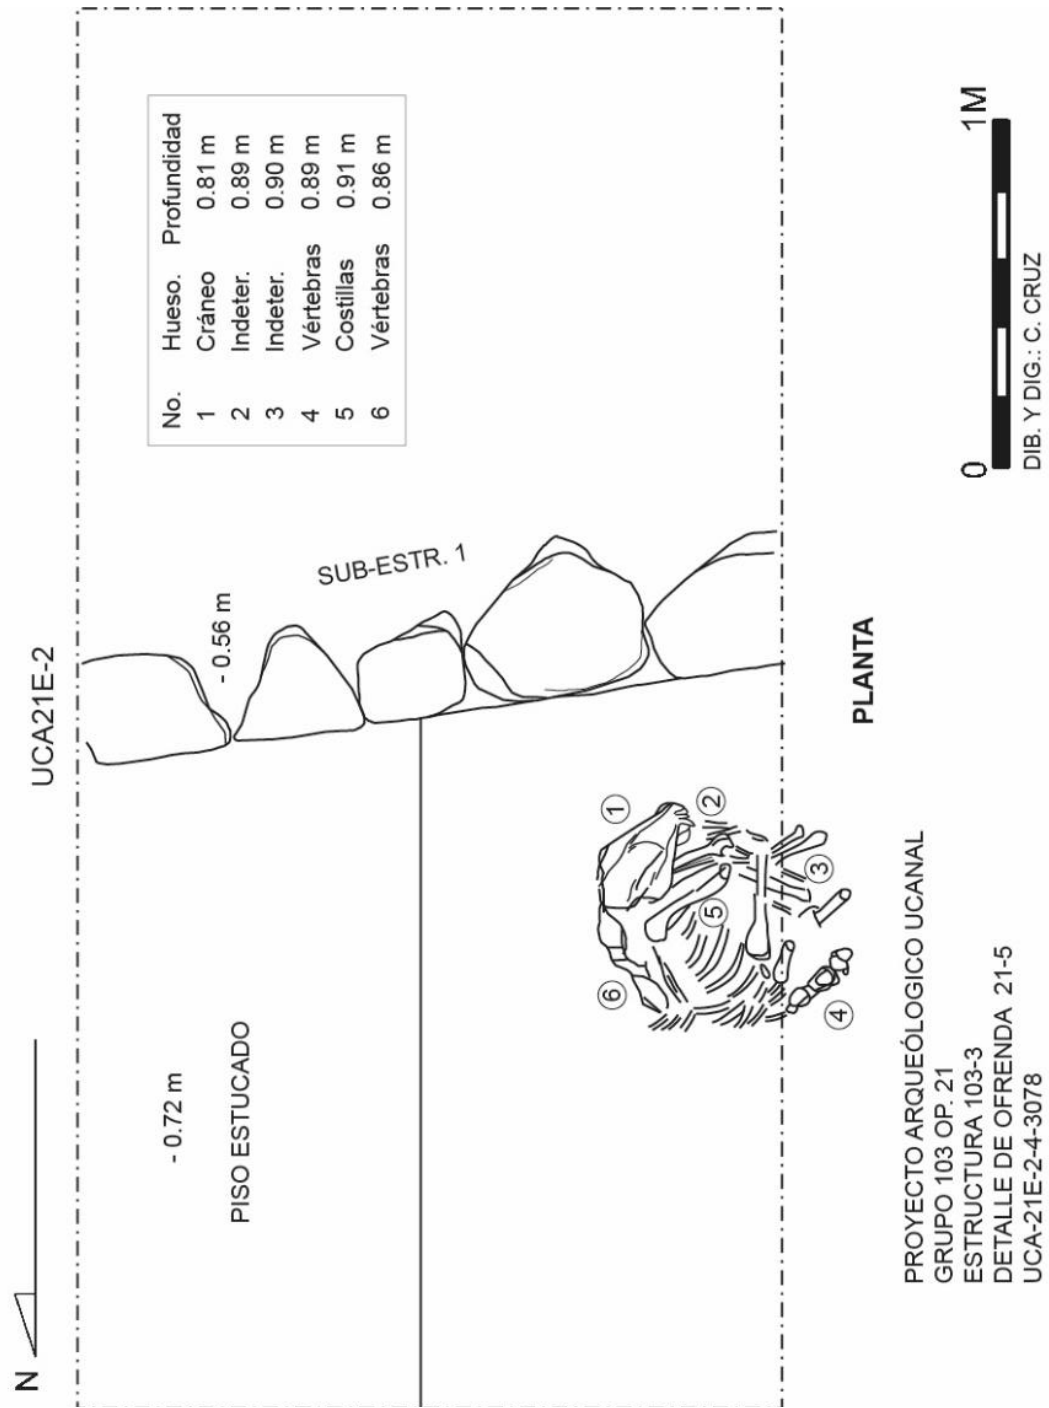 N
UCA21E-2
- 0.72 m
PISO ESTUCADO
- 0.56 m
SUB-ESTR. 1
No. Hueso. Profundidad
1 Cráneo 0.81 m
2 Indeter. 0.89 m
3 Indeter. 0.90 m
4 Vértebras 0.89 m
5 Costillas 0.91 m
6 Vértebras 0.86 m
6
1
5
2
4
3
PLANTA
PROYECTO ARQUEÓLOGICO UCANAL
GRUPO 103 OP. 21
ESTRUCTURA 103-3
DETALLE DE OFRENDA 21-5
UCA-21E-2-4-3078
0 1M
DIB. Y DIG.: C. CRUZ